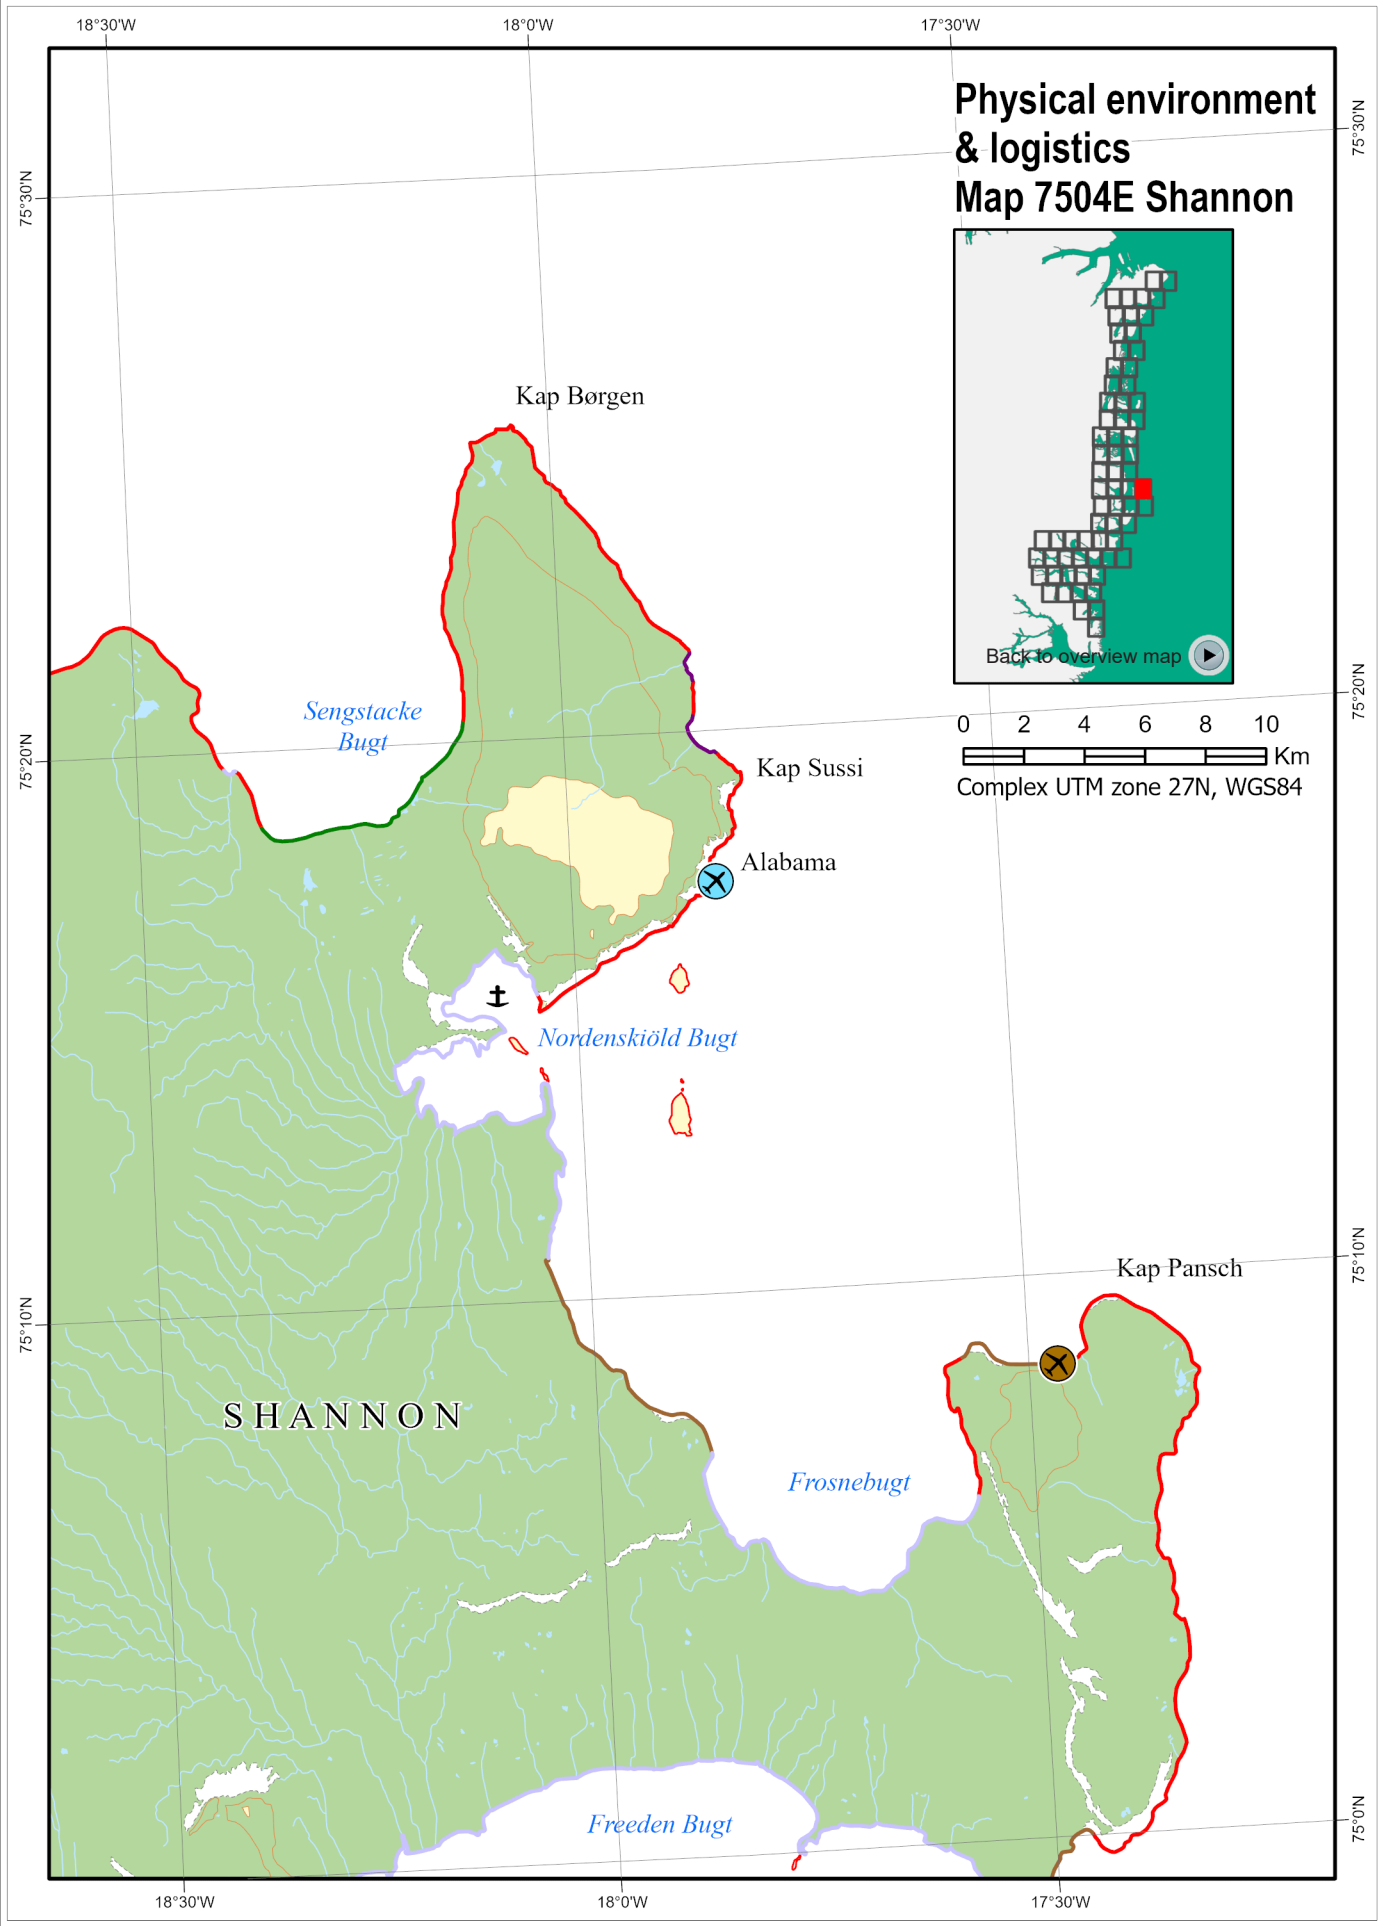 18°30'W
18°0'W
17°30'W
Physical environment
& logistics
Map 7504E Shannon
75°30'N
75°30'N
Kap Børgen
Back to overview map
75°20'N
Sengstacke
Bugt
0 2 4 6 8 10
Km
Complex UTM zone 27N, WGS84
75°20'N
Kap Sussi
Alabama
Nordenskiöld Bugt
75°10'N
Kap Pansch
75°10'N
SHANNON
Frosnebugt
Freeden Bugt
75°0'N
18°30'W
18°0'W
17°30'W